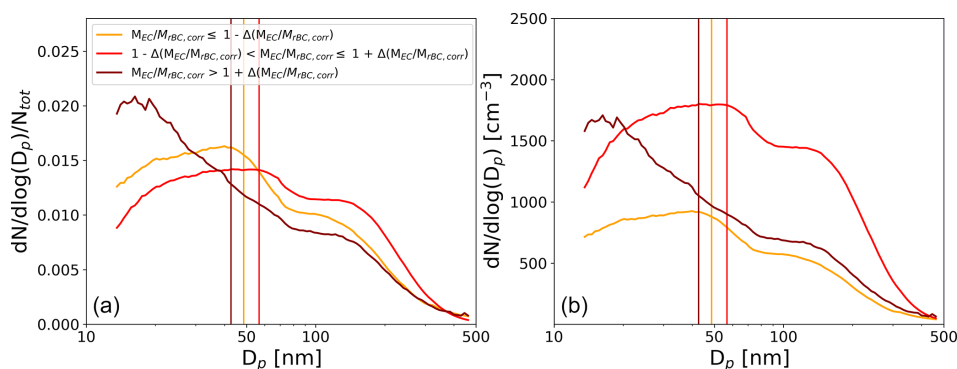 M_EC/M_rBC,corr ≤ 1 - Δ(M_EC/M_rBC,corr)
1 - Δ(M_EC/M_rBC,corr) < M_EC/M_rBC,corr ≤ 1 + Δ(M_EC/M_rBC,corr)
M_EC/M_rBC,corr > 1 + Δ(M_EC/M_rBC,corr)
dN/dlog(D_p)/N_tot
0.025
0.020
0.015
0.010
0.005
0.000
(a)
10 50 100 500
D_p [nm]
dN/dlog(D_p) [cm⁻³]
2500
2000
1500
1000
500
(b)
10 50 100 500
D_p [nm]